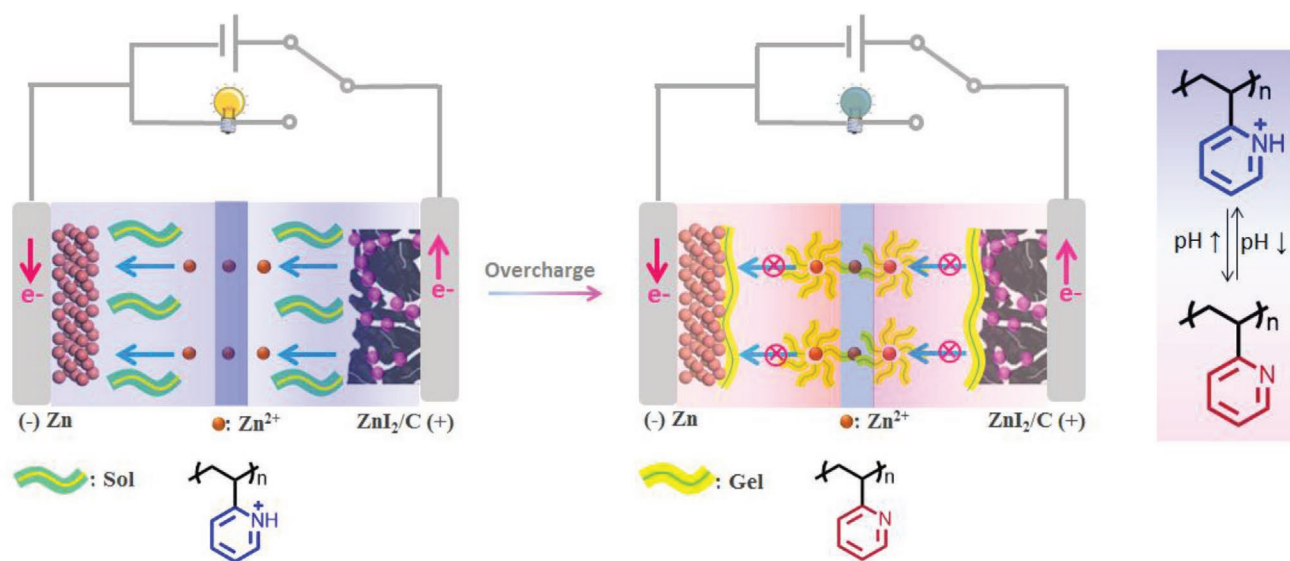 Overcharge
e-
e-
e-
e-
(-) Zn
: Zn²⁺
ZnI₂/C (+)
(-) Zn
: Zn²⁺
ZnI₂/C (+)
: Sol
n
+
NH
: Gel
n
N
n
+
NH
pH ↑ pH ↓
n
N